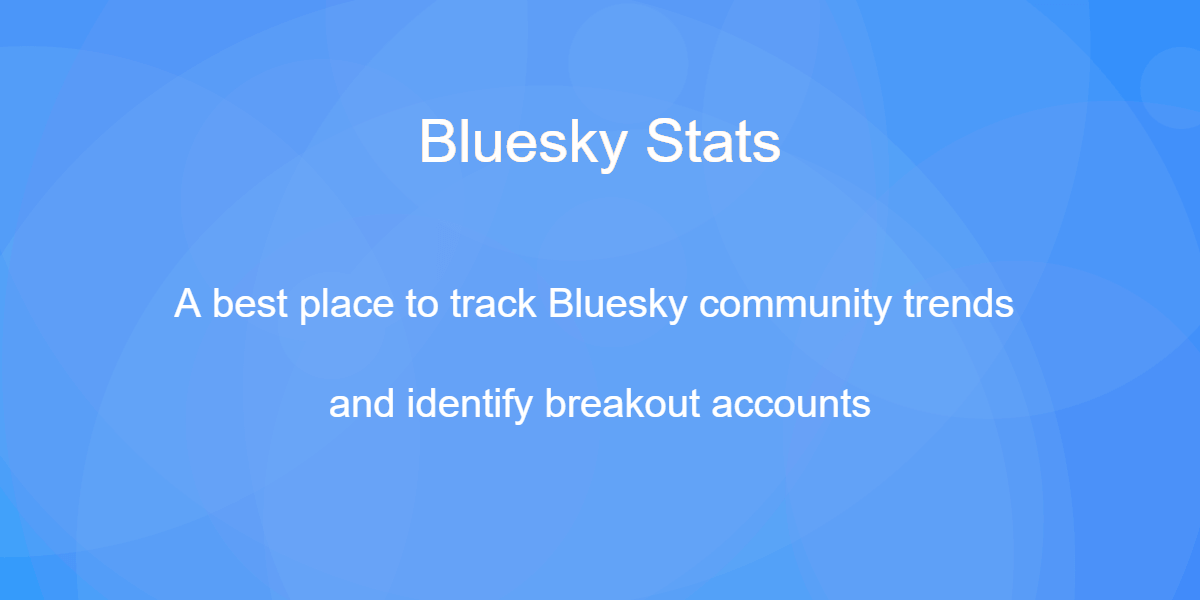 Bluesky Stats
A best place to track Bluesky community trends
and identify breakout accounts